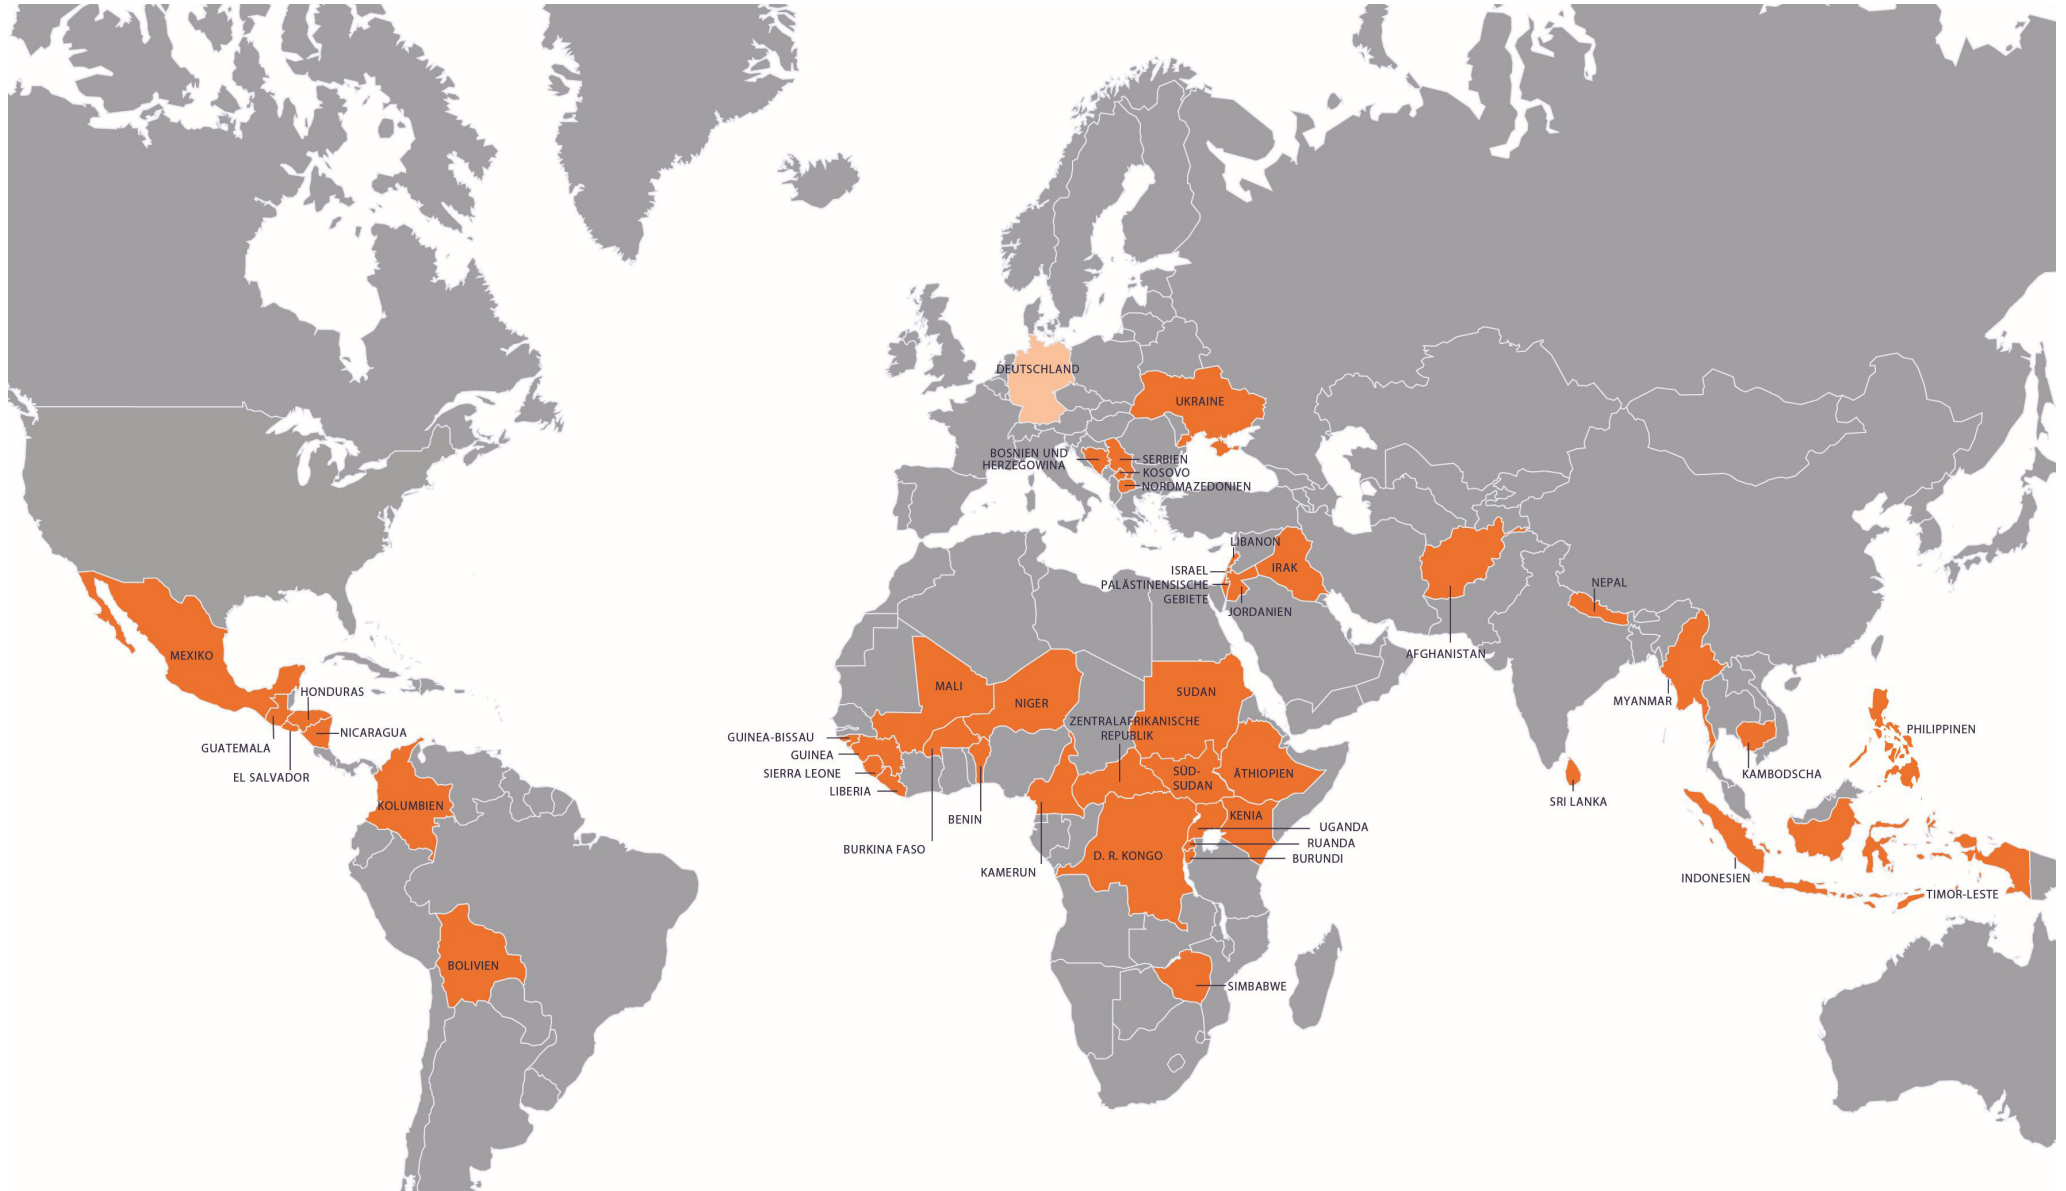 DEUTSCHLAND
UKRAINE
BOSNIEN UND
HERZEGOWINA
SERBIEN
KOSOVO
NORDMAZEDONIEN
LIBANON
ISRAEL
IRAK
PALÄSTINENSISCHE
GEBIETE
JORDANIEN
NEPAL
AFGHANISTAN
MEXIKO
HONDURAS
NICARAGUA
GUATEMALA
EL SALVADOR
KOLUMBIEN
BOLIVIEN
MALI
NIGER
SUDAN
ZENTRALAFRIKANISCHE
REPUBLIK
GUINEA-BISSAU
GUINEA
SIERRA LEONE
LIBERIA
BURKINA FASO
BENIN
KAMERUN
SÜD-
SUDAN
ÄTHIOPIEN
KENIA
UGANDA
RUANDA
BURUNDI
D. R. KONGO
SIMBABWE
MYANMAR
PHILIPPINEN
KAMBODSCHA
SRI LANKA
INDONESIEN
TIMOR-LESTE